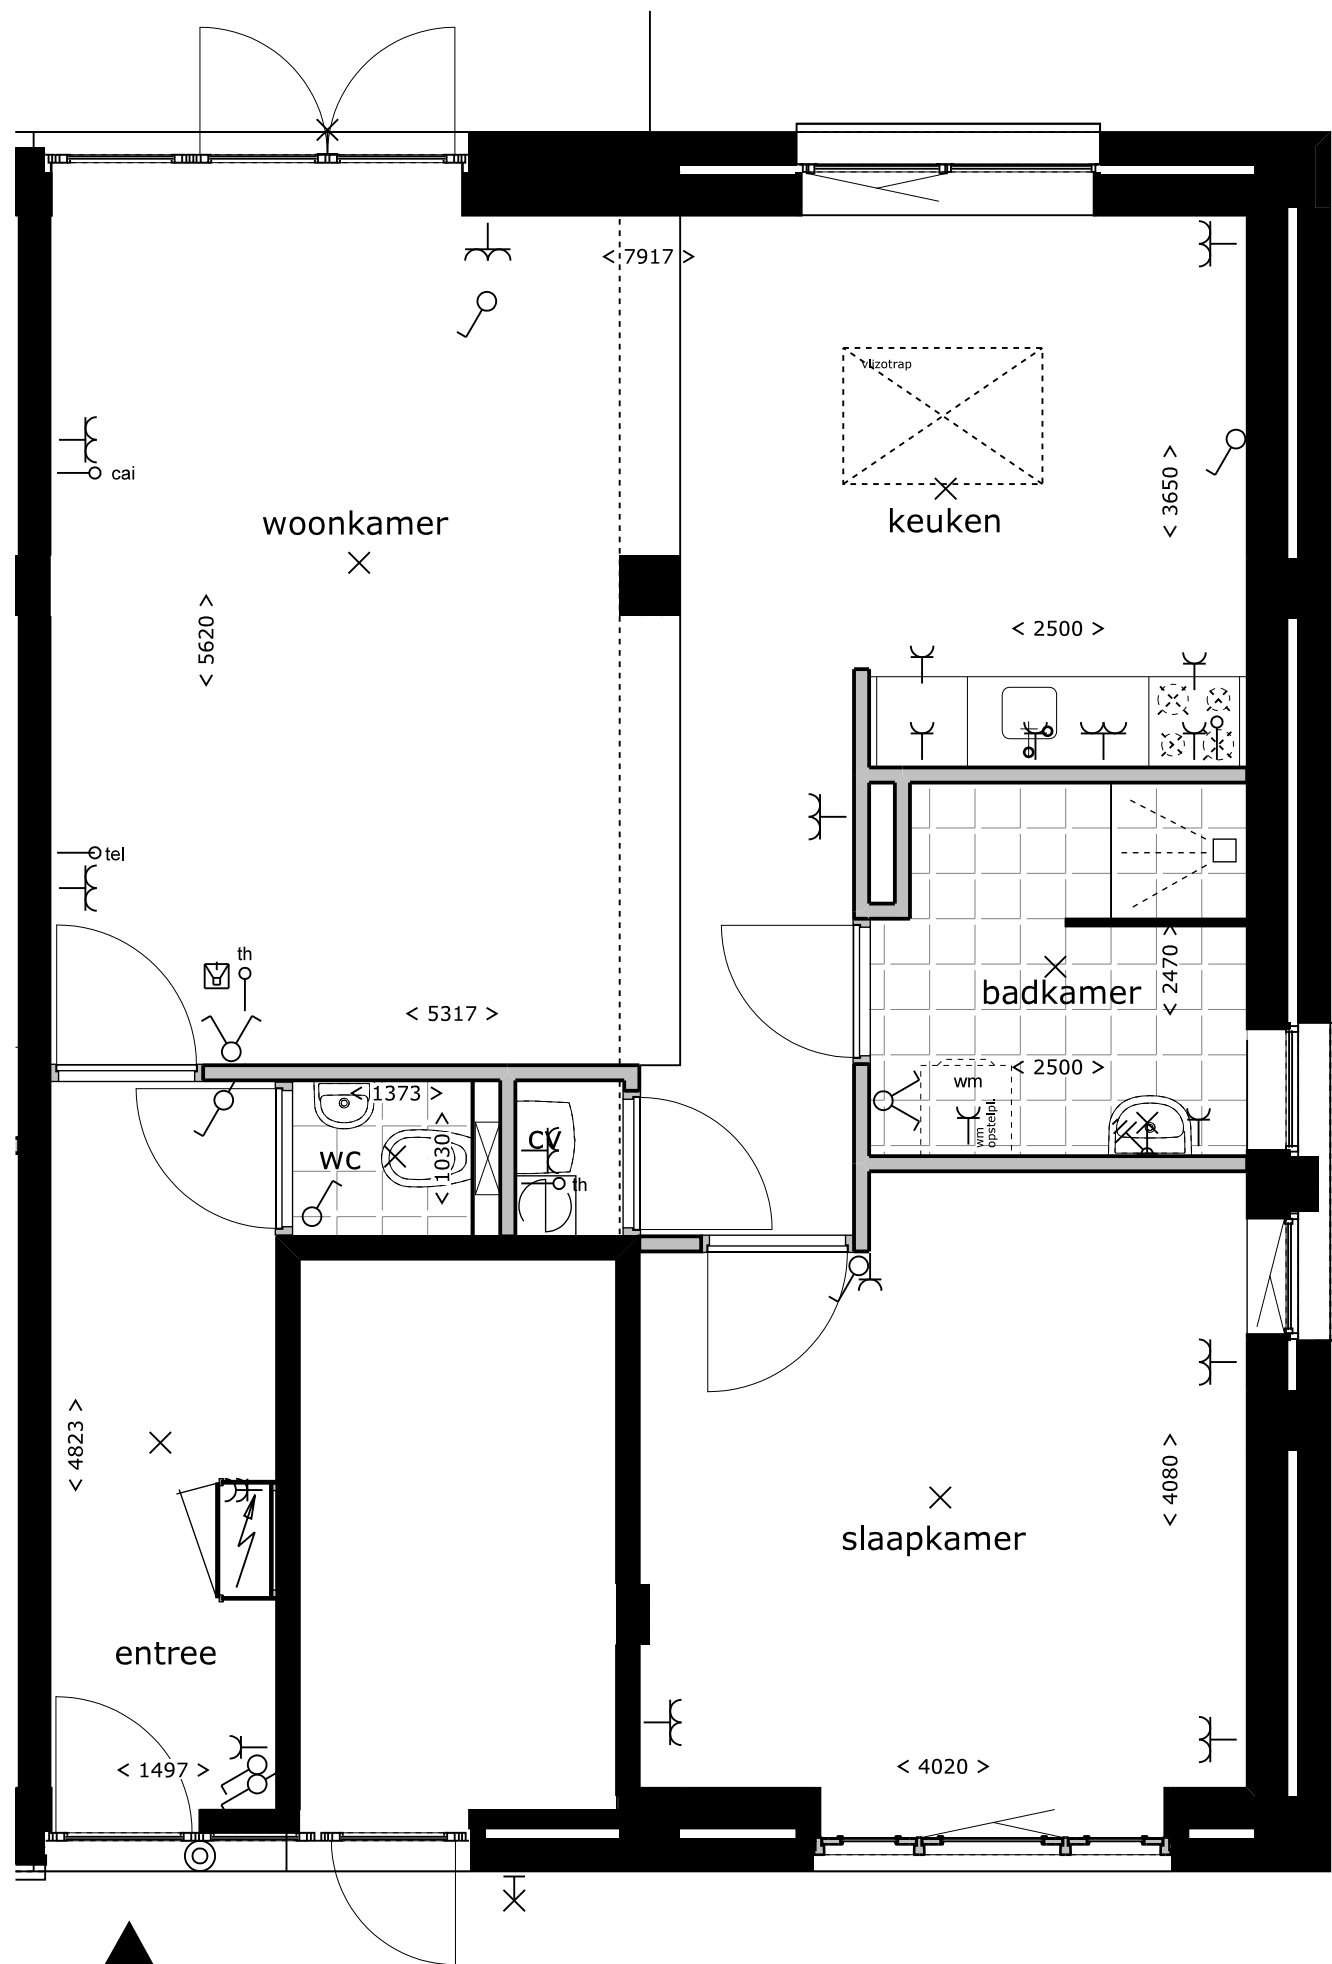 < 7917 >
vlizotrap
cai
woonkamer
keuken
< 3650 >
< 5620 >
< 2500 >
tel
th
badkamer
< 2470 >
< 5317 >
< 2500 >
wm
wm
opstelpl.
< 1373 >
wc
< 1030 >
cv
th
< 4823 >
< 4080 >
slaapkamer
entree
< 1497 >
< 4020 >